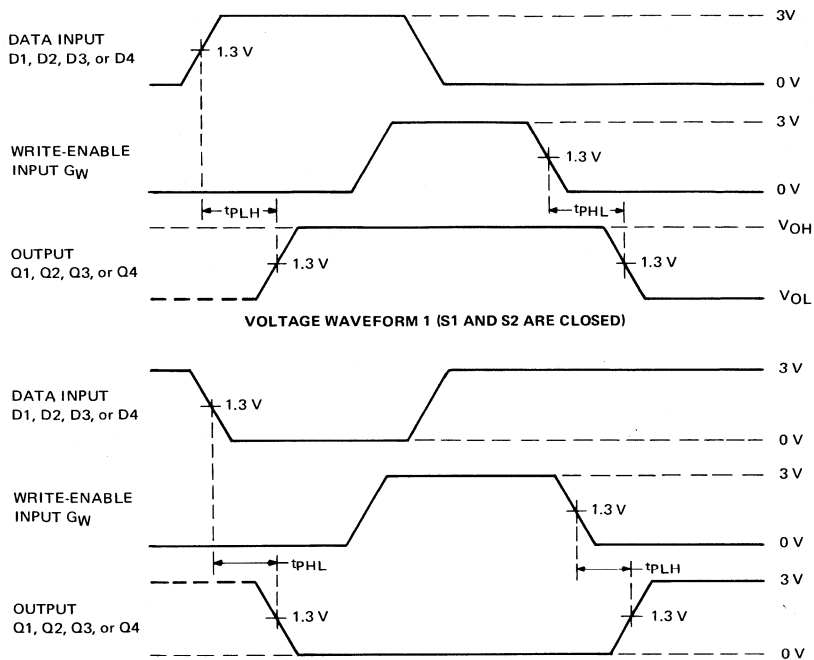 3V
DATA INPUT
D1, D2, D3, or D4
1.3 V
0 V
3 V
WRITE-ENABLE
INPUT GW
1.3 V
0 V
tPLH
tPHL
VOH
OUTPUT
Q1, Q2, Q3, or Q4
1.3 V
1.3 V
VOL
VOLTAGE WAVEFORM 1 (S1 AND S2 ARE CLOSED)
3 V
DATA INPUT
D1, D2, D3, or D4
1.3 V
0 V
3 V
WRITE-ENABLE
INPUT GW
1.3 V
0 V
tPHL
tPLH
3 V
OUTPUT
Q1, Q2, Q3, or Q4
1.3 V
1.3 V
0 V